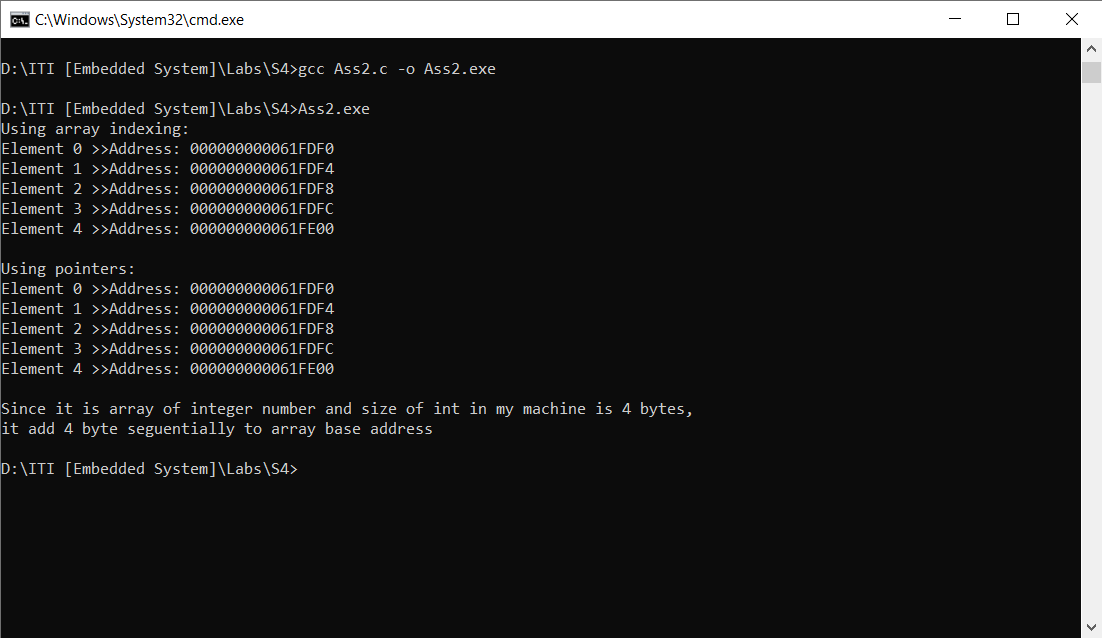 C:\Windows\System32\cmd.exe
D:\ITI [Embedded System]\Labs\S4>gcc Ass2.c -o Ass2.exe
D:\ITI [Embedded System]\Labs\S4>Ass2.exe
Using array indexing:
Element 0 >>Address: 000000000061FDF0
Element 1 >>Address: 000000000061FDF4
Element 2 >>Address: 000000000061FDF8
Element 3 >>Address: 000000000061FDFC
Element 4 >>Address: 000000000061FE00
Using pointers:
Element 0 >>Address: 000000000061FDF0
Element 1 >>Address: 000000000061FDF4
Element 2 >>Address: 000000000061FDF8
Element 3 >>Address: 000000000061FDFC
Element 4 >>Address: 000000000061FE00
Since it is array of integer number and size of int in my machine is 4 bytes,
it add 4 byte seguentially to array base address
D:\ITI [Embedded System]\Labs\S4>